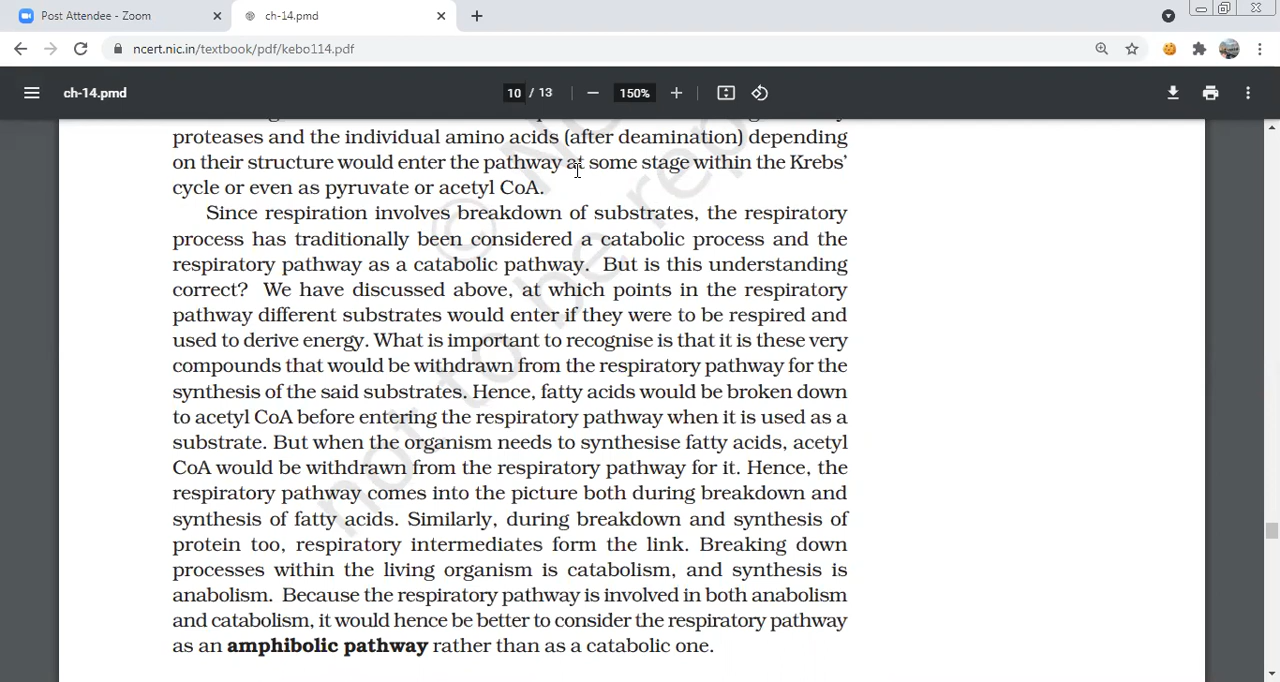 Post Attendee - Zoom
ch-14.pmd
ncert.nic.in/textbook/pdf/kebo114.pdf
ch-14.pmd
10 / 13
150%
proteases and the individual amino acids (after deamination) depending
on their structure would enter the pathway at some stage within the Krebs'
cycle or even as pyruvate or acetyl CoA.
Since respiration involves breakdown of substrates, the respiratory
process has traditionally been considered a catabolic process and the
respiratory pathway as a catabolic pathway. But is this understanding
correct? We have discussed above, at which points in the respiratory
pathway different substrates would enter if they were to be respired and
used to derive energy. What is important to recognise is that it is these very
compounds that would be withdrawn from the respiratory pathway for the
synthesis of the said substrates. Hence, fatty acids would be broken down
to acetyl CoA before entering the respiratory pathway when it is used as a
substrate. But when the organism needs to synthesise fatty acids, acetyl
CoA would be withdrawn from the respiratory pathway for it. Hence, the
respiratory pathway comes into the picture both during breakdown and
synthesis of fatty acids. Similarly, during breakdown and synthesis of
protein too, respiratory intermediates form the link. Breaking down
processes within the living organism is catabolism, and synthesis is
anabolism. Because the respiratory pathway is involved in both anabolism
and catabolism, it would hence be better to consider the respiratory pathway
as an amphibolic pathway rather than as a catabolic one.
© N
not to be rep